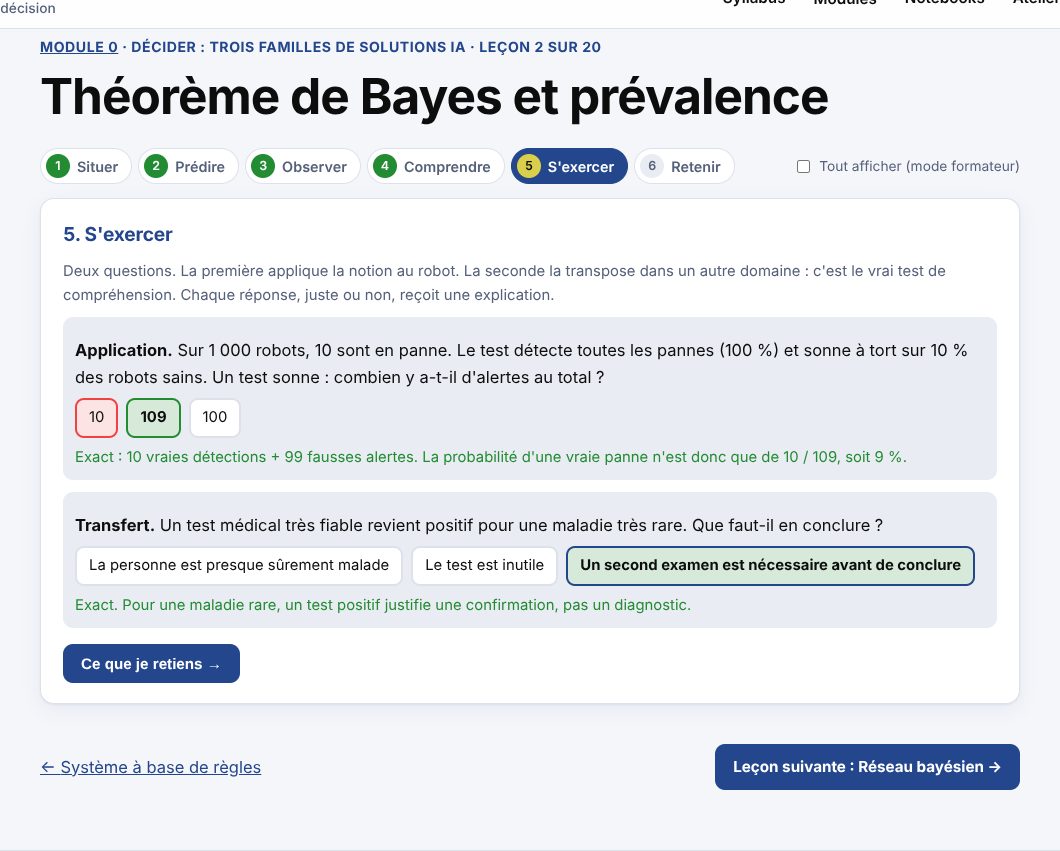 décision
Syllabus Modules Notebooks Atelier
MODULE 0 · DÉCIDER : TROIS FAMILLES DE SOLUTIONS IA · LEÇON 2 SUR 20
Théorème de Bayes et prévalence
1 Situer 2 Prédire 3 Observer 4 Comprendre 5 S'exercer 6 Retenir Tout afficher (mode formateur)
5. S'exercer
Deux questions. La première applique la notion au robot. La seconde la transpose dans un autre domaine : c'est le vrai test de
compréhension. Chaque réponse, juste ou non, reçoit une explication.
Application. Sur 1 000 robots, 10 sont en panne. Le test détecte toutes les pannes (100 %) et sonne à tort sur 10 %
des robots sains. Un test sonne : combien y a-t-il d'alertes au total ?
10 109 100
Exact : 10 vraies détections + 99 fausses alertes. La probabilité d'une vraie panne n'est donc que de 10 / 109, soit 9 %.
Transfert. Un test médical très fiable revient positif pour une maladie très rare. Que faut-il en conclure ?
La personne est presque sûrement malade Le test est inutile Un second examen est nécessaire avant de conclure
Exact. Pour une maladie rare, un test positif justifie une confirmation, pas un diagnostic.
Ce que je retiens →
← Système à base de règles Leçon suivante : Réseau bayésien →